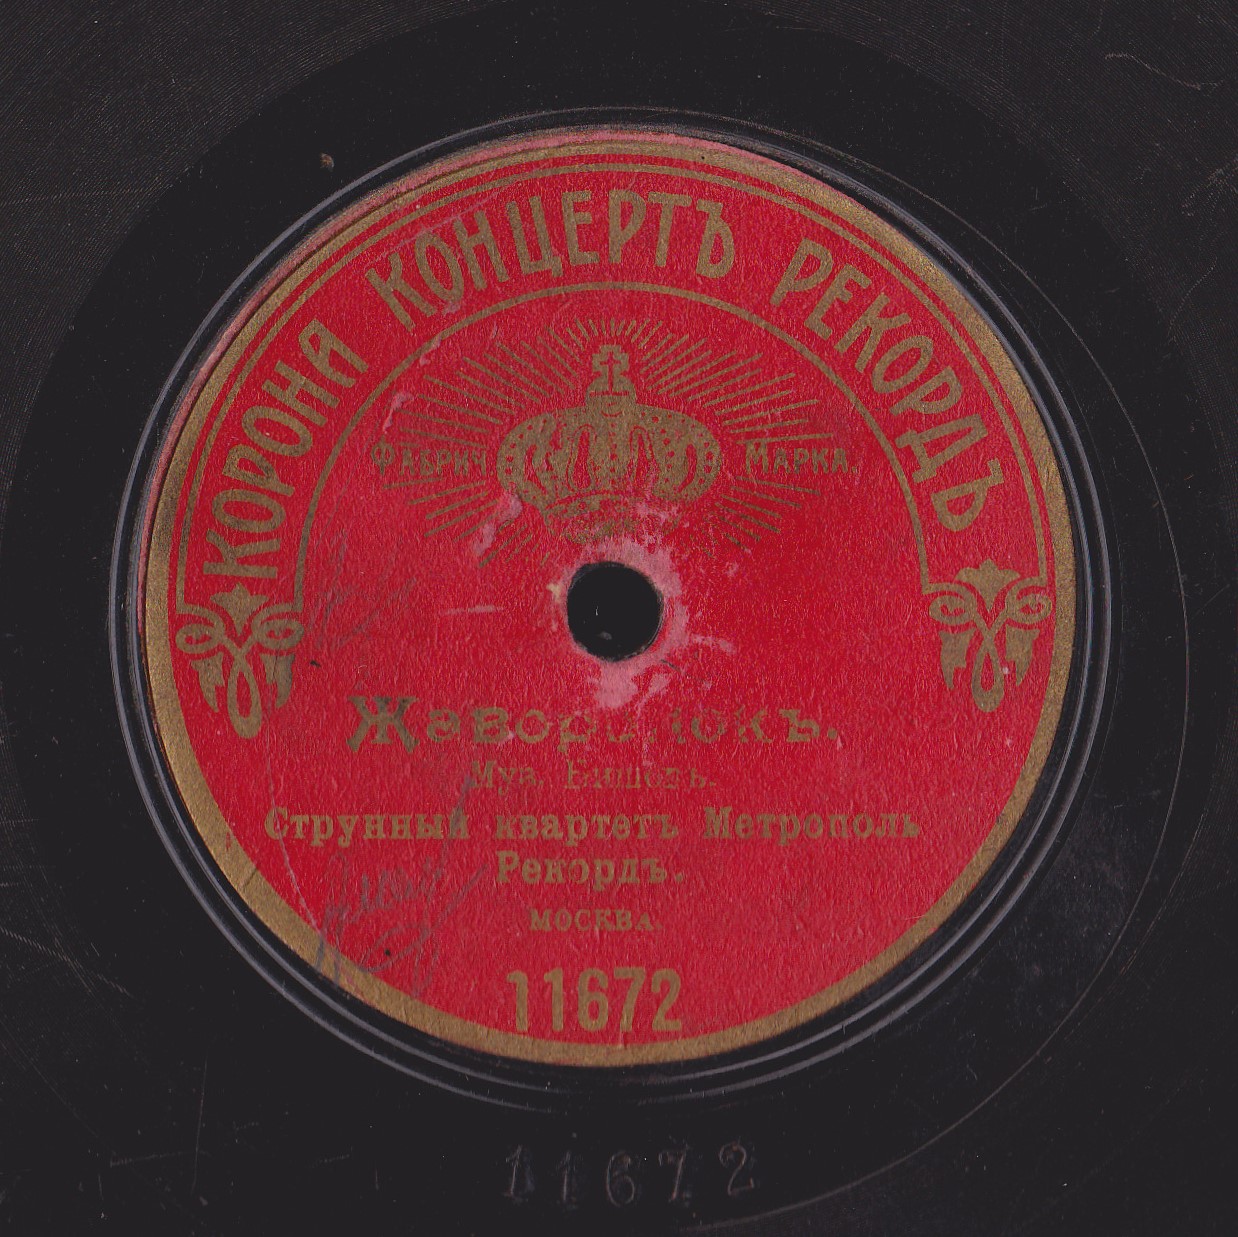 КОРОНА КОНЦЕРТЪ РЕКОРДЪ
ФАБРИЧ МАРКА.
Жаворонокъ.
Муз. Бишопъ.
Струнный квартетъ Метрополь
Рекордъ.
МОСКВА.
11672
11672